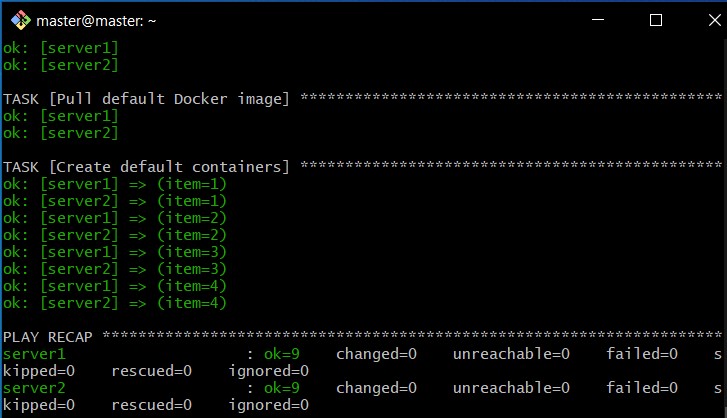 master@master: ~
ok: [server1]
ok: [server2]
TASK [Pull default Docker image] ***********************************************
ok: [server1]
ok: [server2]
TASK [Create default containers] ***********************************************
ok: [server1] => (item=1)
ok: [server2] => (item=1)
ok: [server1] => (item=2)
ok: [server2] => (item=2)
ok: [server1] => (item=3)
ok: [server2] => (item=3)
ok: [server1] => (item=4)
ok: [server2] => (item=4)
PLAY RECAP *********************************************************************
server1                    : ok=9    changed=0    unreachable=0    failed=0    s
kipped=0    rescued=0    ignored=0
server2                    : ok=9    changed=0    unreachable=0    failed=0    s
kipped=0    rescued=0    ignored=0